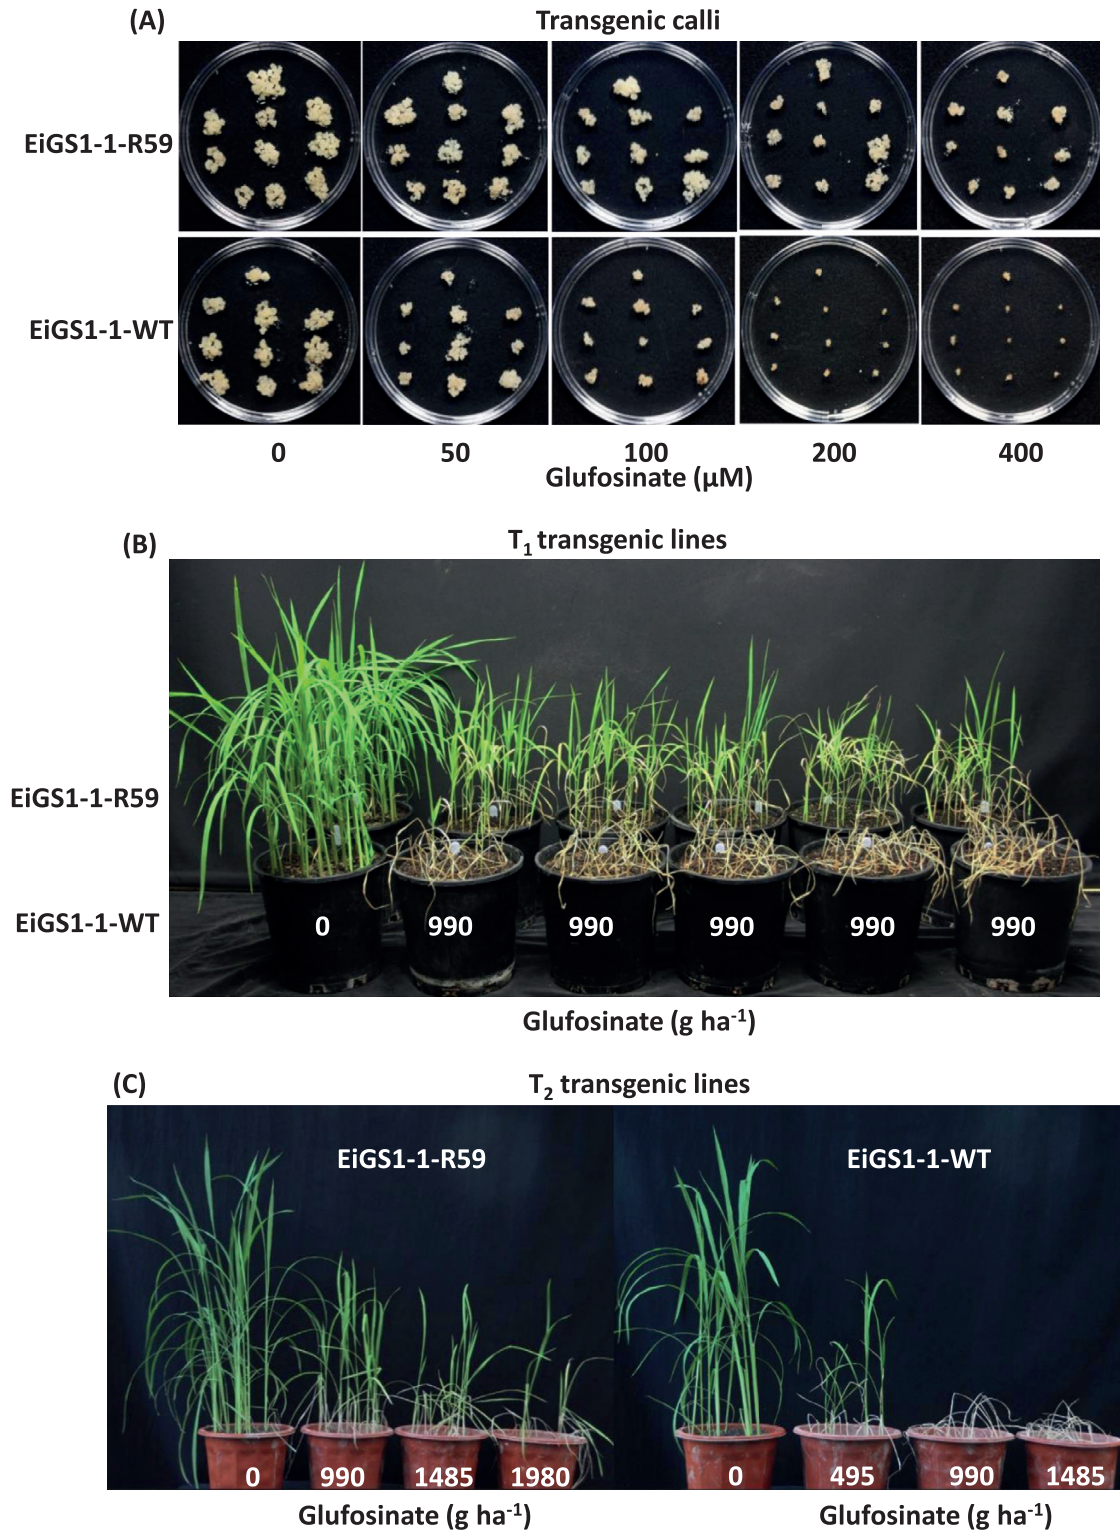 (A) Transgenic calli
EiGS1-1-R59
EiGS1-1-WT
0 50 100 200 400
Glufosinate (µM)
(B) T1 transgenic lines
EiGS1-1-R59
EiGS1-1-WT
0 990 990 990 990 990
Glufosinate (g ha-1)
(C) T2 transgenic lines
EiGS1-1-R59 EiGS1-1-WT
0 990 1485 1980 0 495 990 1485
Glufosinate (g ha-1) Glufosinate (g ha-1)